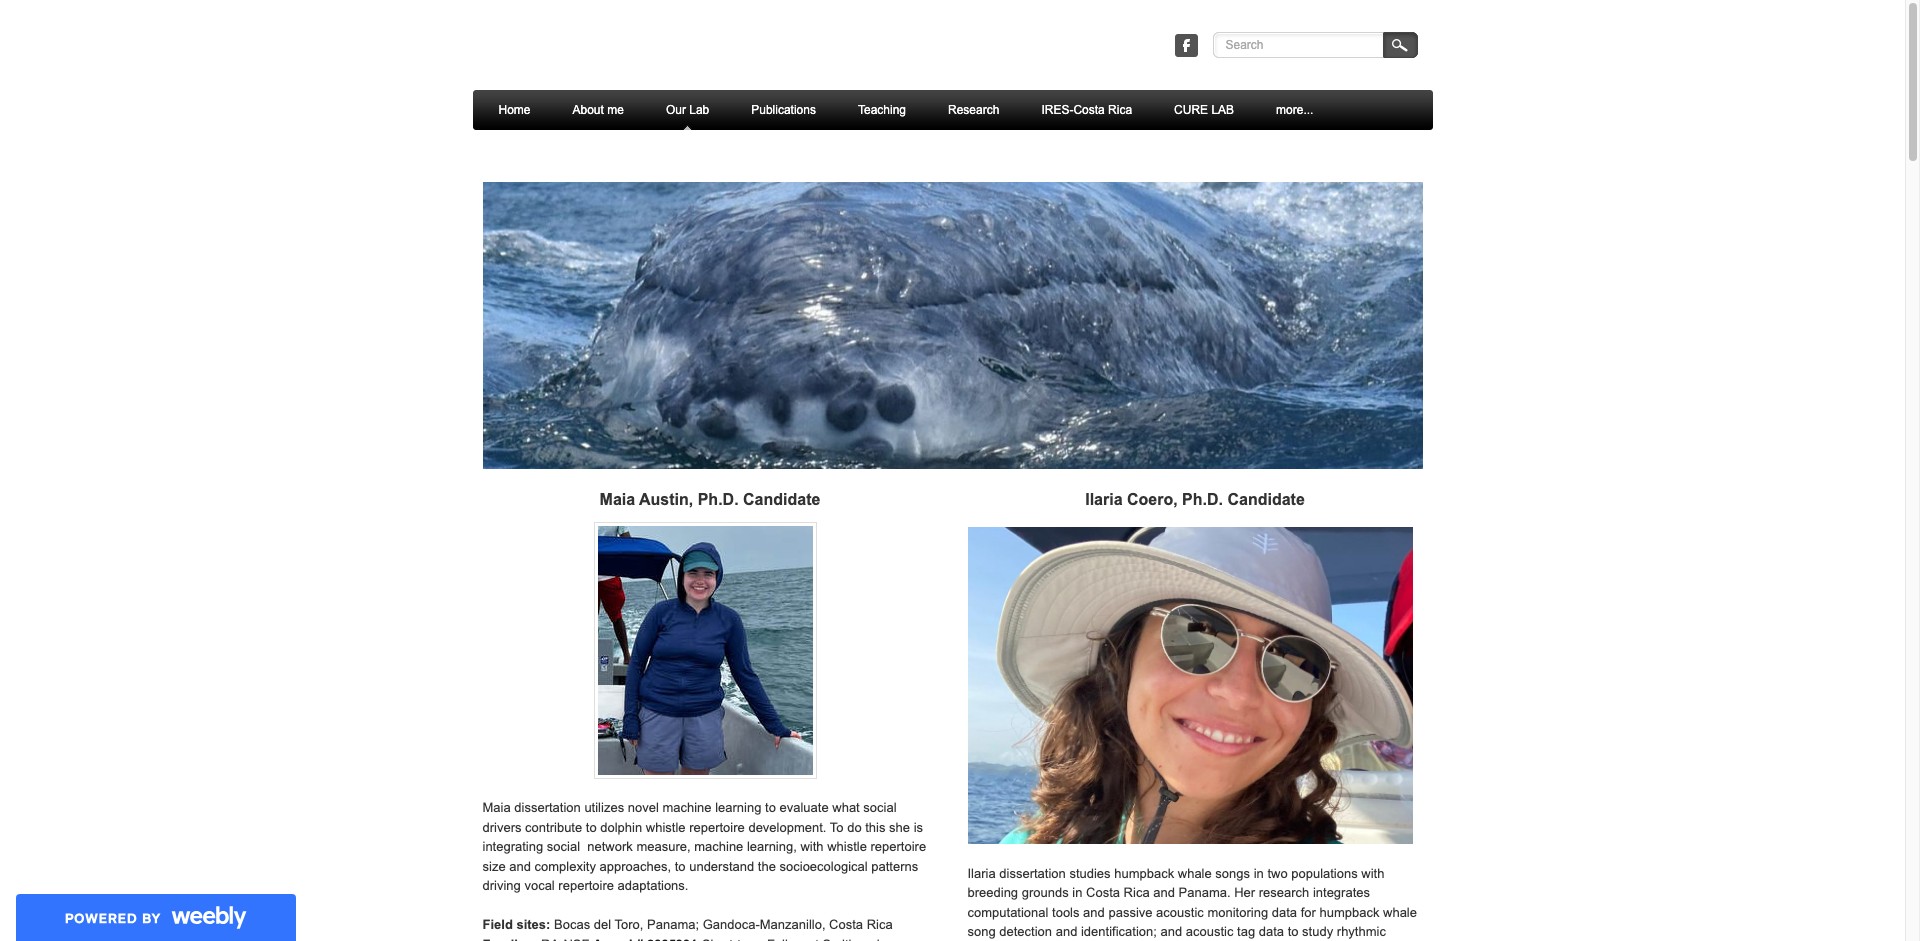 Search
Home
About me
Our Lab
Publications
Teaching
Research
IRES-Costa Rica
CURE LAB
more...
Maia Austin, Ph.D. Candidate
Maia dissertation utilizes novel machine learning to evaluate what social
drivers contribute to dolphin whistle repertoire development. To do this she is
integrating social  network measure, machine learning, with whistle repertoire
size and complexity approaches, to understand the socioecological patterns
driving vocal repertoire adaptations.
Field sites: Bocas del Toro, Panama; Gandoca-Manzanillo, Costa Rica
Ilaria Coero, Ph.D. Candidate
Ilaria dissertation studies humpback whale songs in two populations with
breeding grounds in Costa Rica and Panama. Her research integrates
computational tools and passive acoustic monitoring data for humpback whale
song detection and identification; and acoustic tag data to study rhythmic
POWERED BY weebly